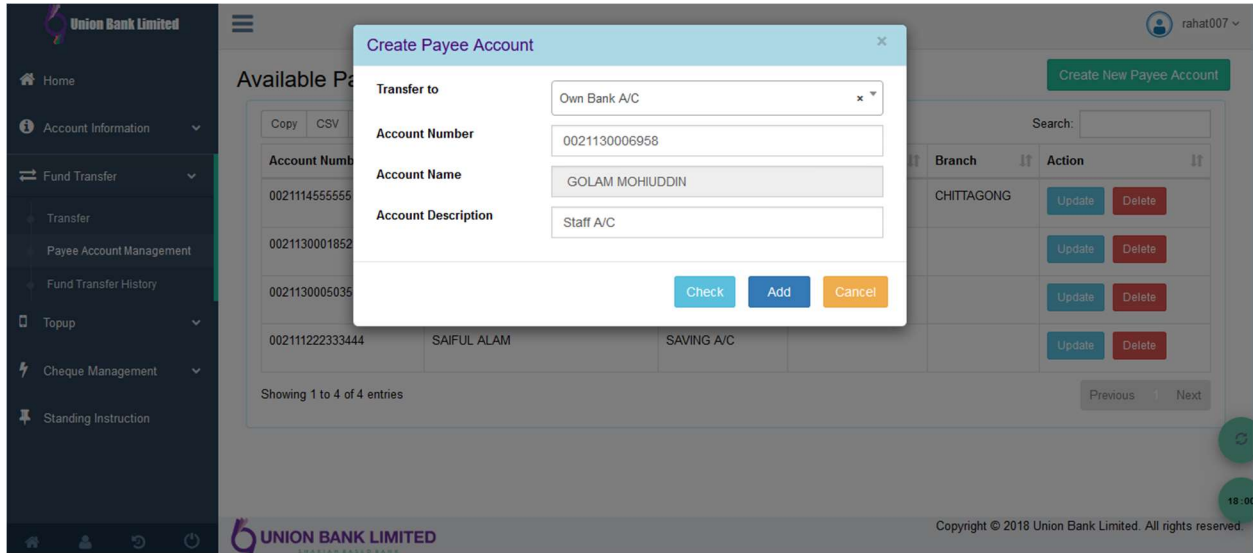 Union Bank Limited
rahat007
Home
Account Information
Fund Transfer
Transfer
Payee Account Management
Fund Transfer History
Topup
Cheque Management
Standing Instruction
Create Payee Account
×
Transfer to
Own Bank A/C
×
Account Number
0021130006958
Account Name
GOLAM MOHIUDDIN
Account Description
Staff A/C
Check Add Cancel
Available Pa
Create New Payee Account
Copy CSV
Search:
Account Numb Branch Action
0021114555555 CHITTAGONG Update Delete
0021130001852 Update Delete
0021130005035 Update Delete
002111222333444 SAIFUL ALAM SAVING A/C Update Delete
Showing 1 to 4 of 4 entries
Previous 1 Next
18:00
UNION BANK LIMITED
Copyright © 2018 Union Bank Limited. All rights reserved.